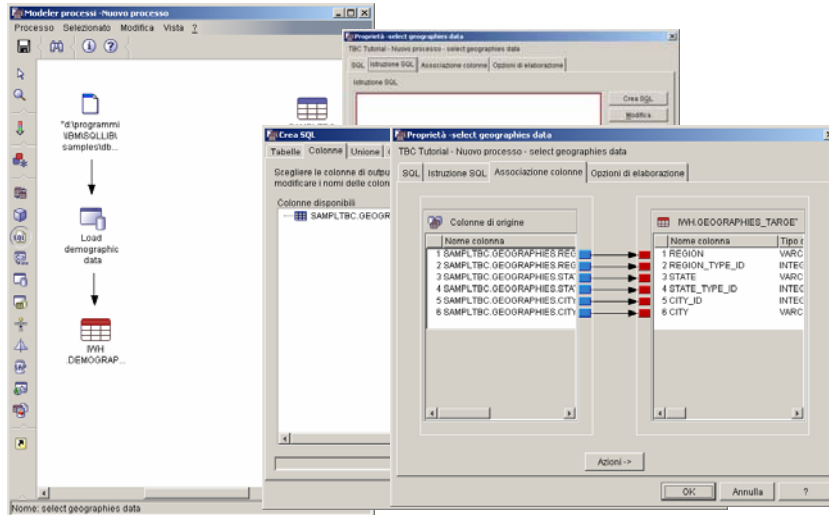 Modeler processi -Nuovo processo
Processo Selezionato Modifica Vista ?
"d:\programmi
\IBM\SQLLIB\
samples\db...
Load
demographic
data
IWH
.DEMOGRAP...
Nome: select geographies data
Proprietà -select geographies data
TBC Tutorial - Nuovo processo - select geographies data
SQL Istruzione SQL Associazione colonne Opzioni di elaborazione
Istruzione SQL
Crea SQL
Modifica
Crea SQL
Tabelle Colonne Unione
Scegliere le colonne di outpu
modificare i nomi delle colon
Colonne disponibili
SAMPLTBC.GEOGR
Proprietà -select geographies data
TBC Tutorial - Nuovo processo - select geographies data
SQL Istruzione SQL Associazione colonne Opzioni di elaborazione
Colonne di origine
Nome colonna
1 SAMPLTBC.GEOGRAPHIES.REG
2 SAMPLTBC.GEOGRAPHIES.REG
3 SAMPLTBC.GEOGRAPHIES.STA
4 SAMPLTBC.GEOGRAPHIES.STA
5 SAMPLTBC.GEOGRAPHIES.CITY
6 SAMPLTBC.GEOGRAPHIES.CITY
IWH.GEOGRAPHIES_TARGE
Nome colonna Tipo
1 REGION VARC
2 REGION_TYPE_ID INTEG
3 STATE VARC
4 STATE_TYPE_ID INTEG
5 CITY_ID INTEG
6 CITY VARC
Azioni ->
OK Annulla ?